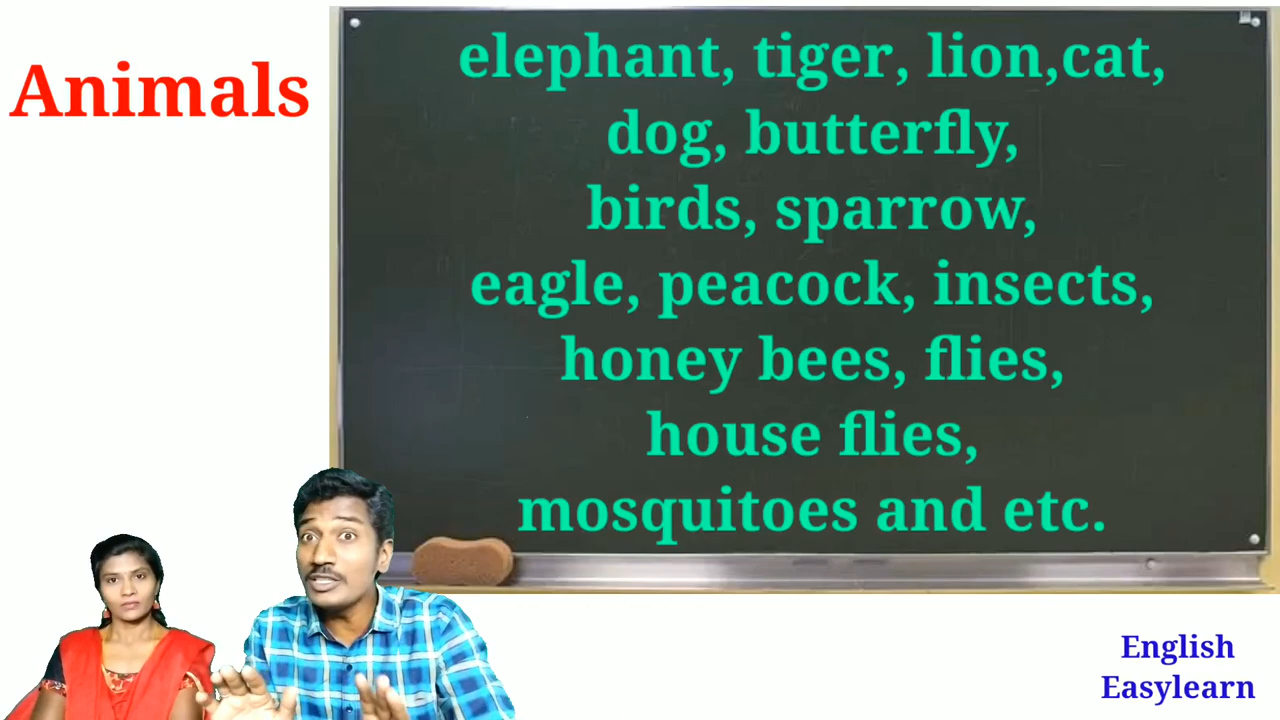 Animals
elephant, tiger, lion,cat,
dog, butterfly,
birds, sparrow,
eagle, peacock, insects,
honey bees, flies,
house flies,
mosquitoes and etc.
English
Easylearn